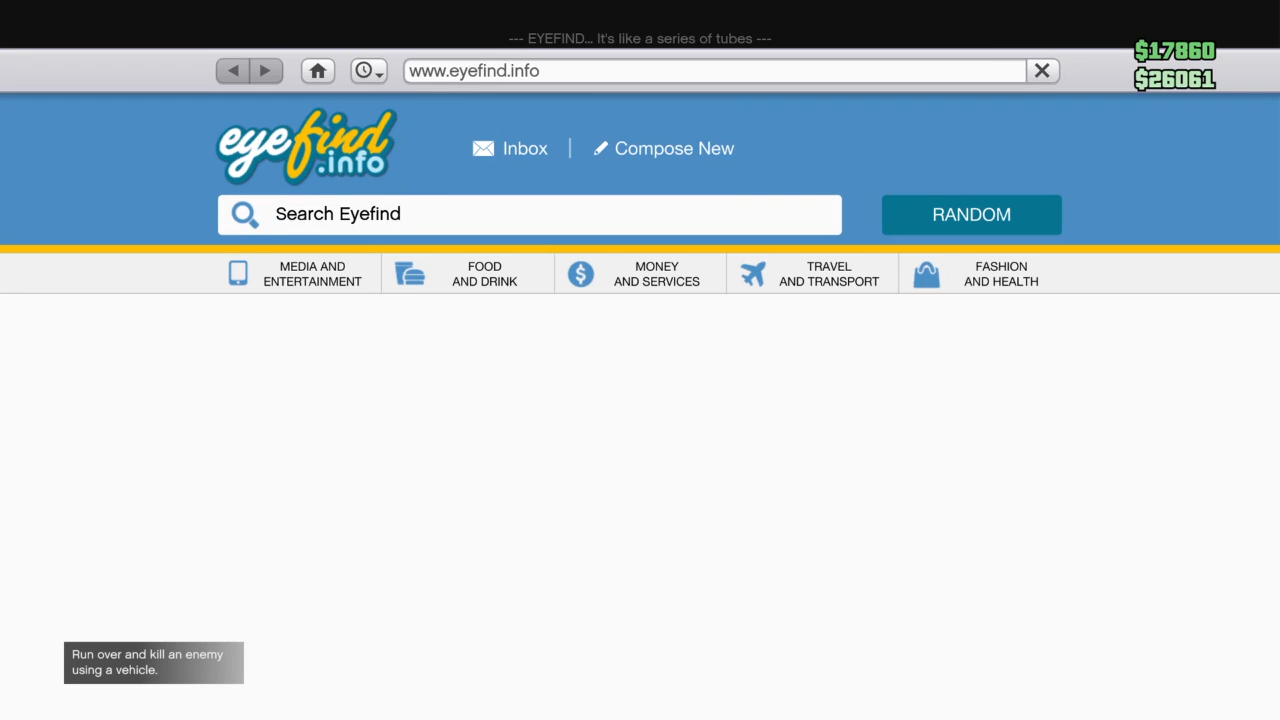 --- EYEFIND... It's like a series of tubes ---
www.eyefind.info
$17860
$26061
eyefind
.info
Inbox
Compose New
Search Eyefind
RANDOM
MEDIA AND
ENTERTAINMENT
FOOD
AND DRINK
MONEY
AND SERVICES
TRAVEL
AND TRANSPORT
FASHION
AND HEALTH
Run over and kill an enemy
using a vehicle.